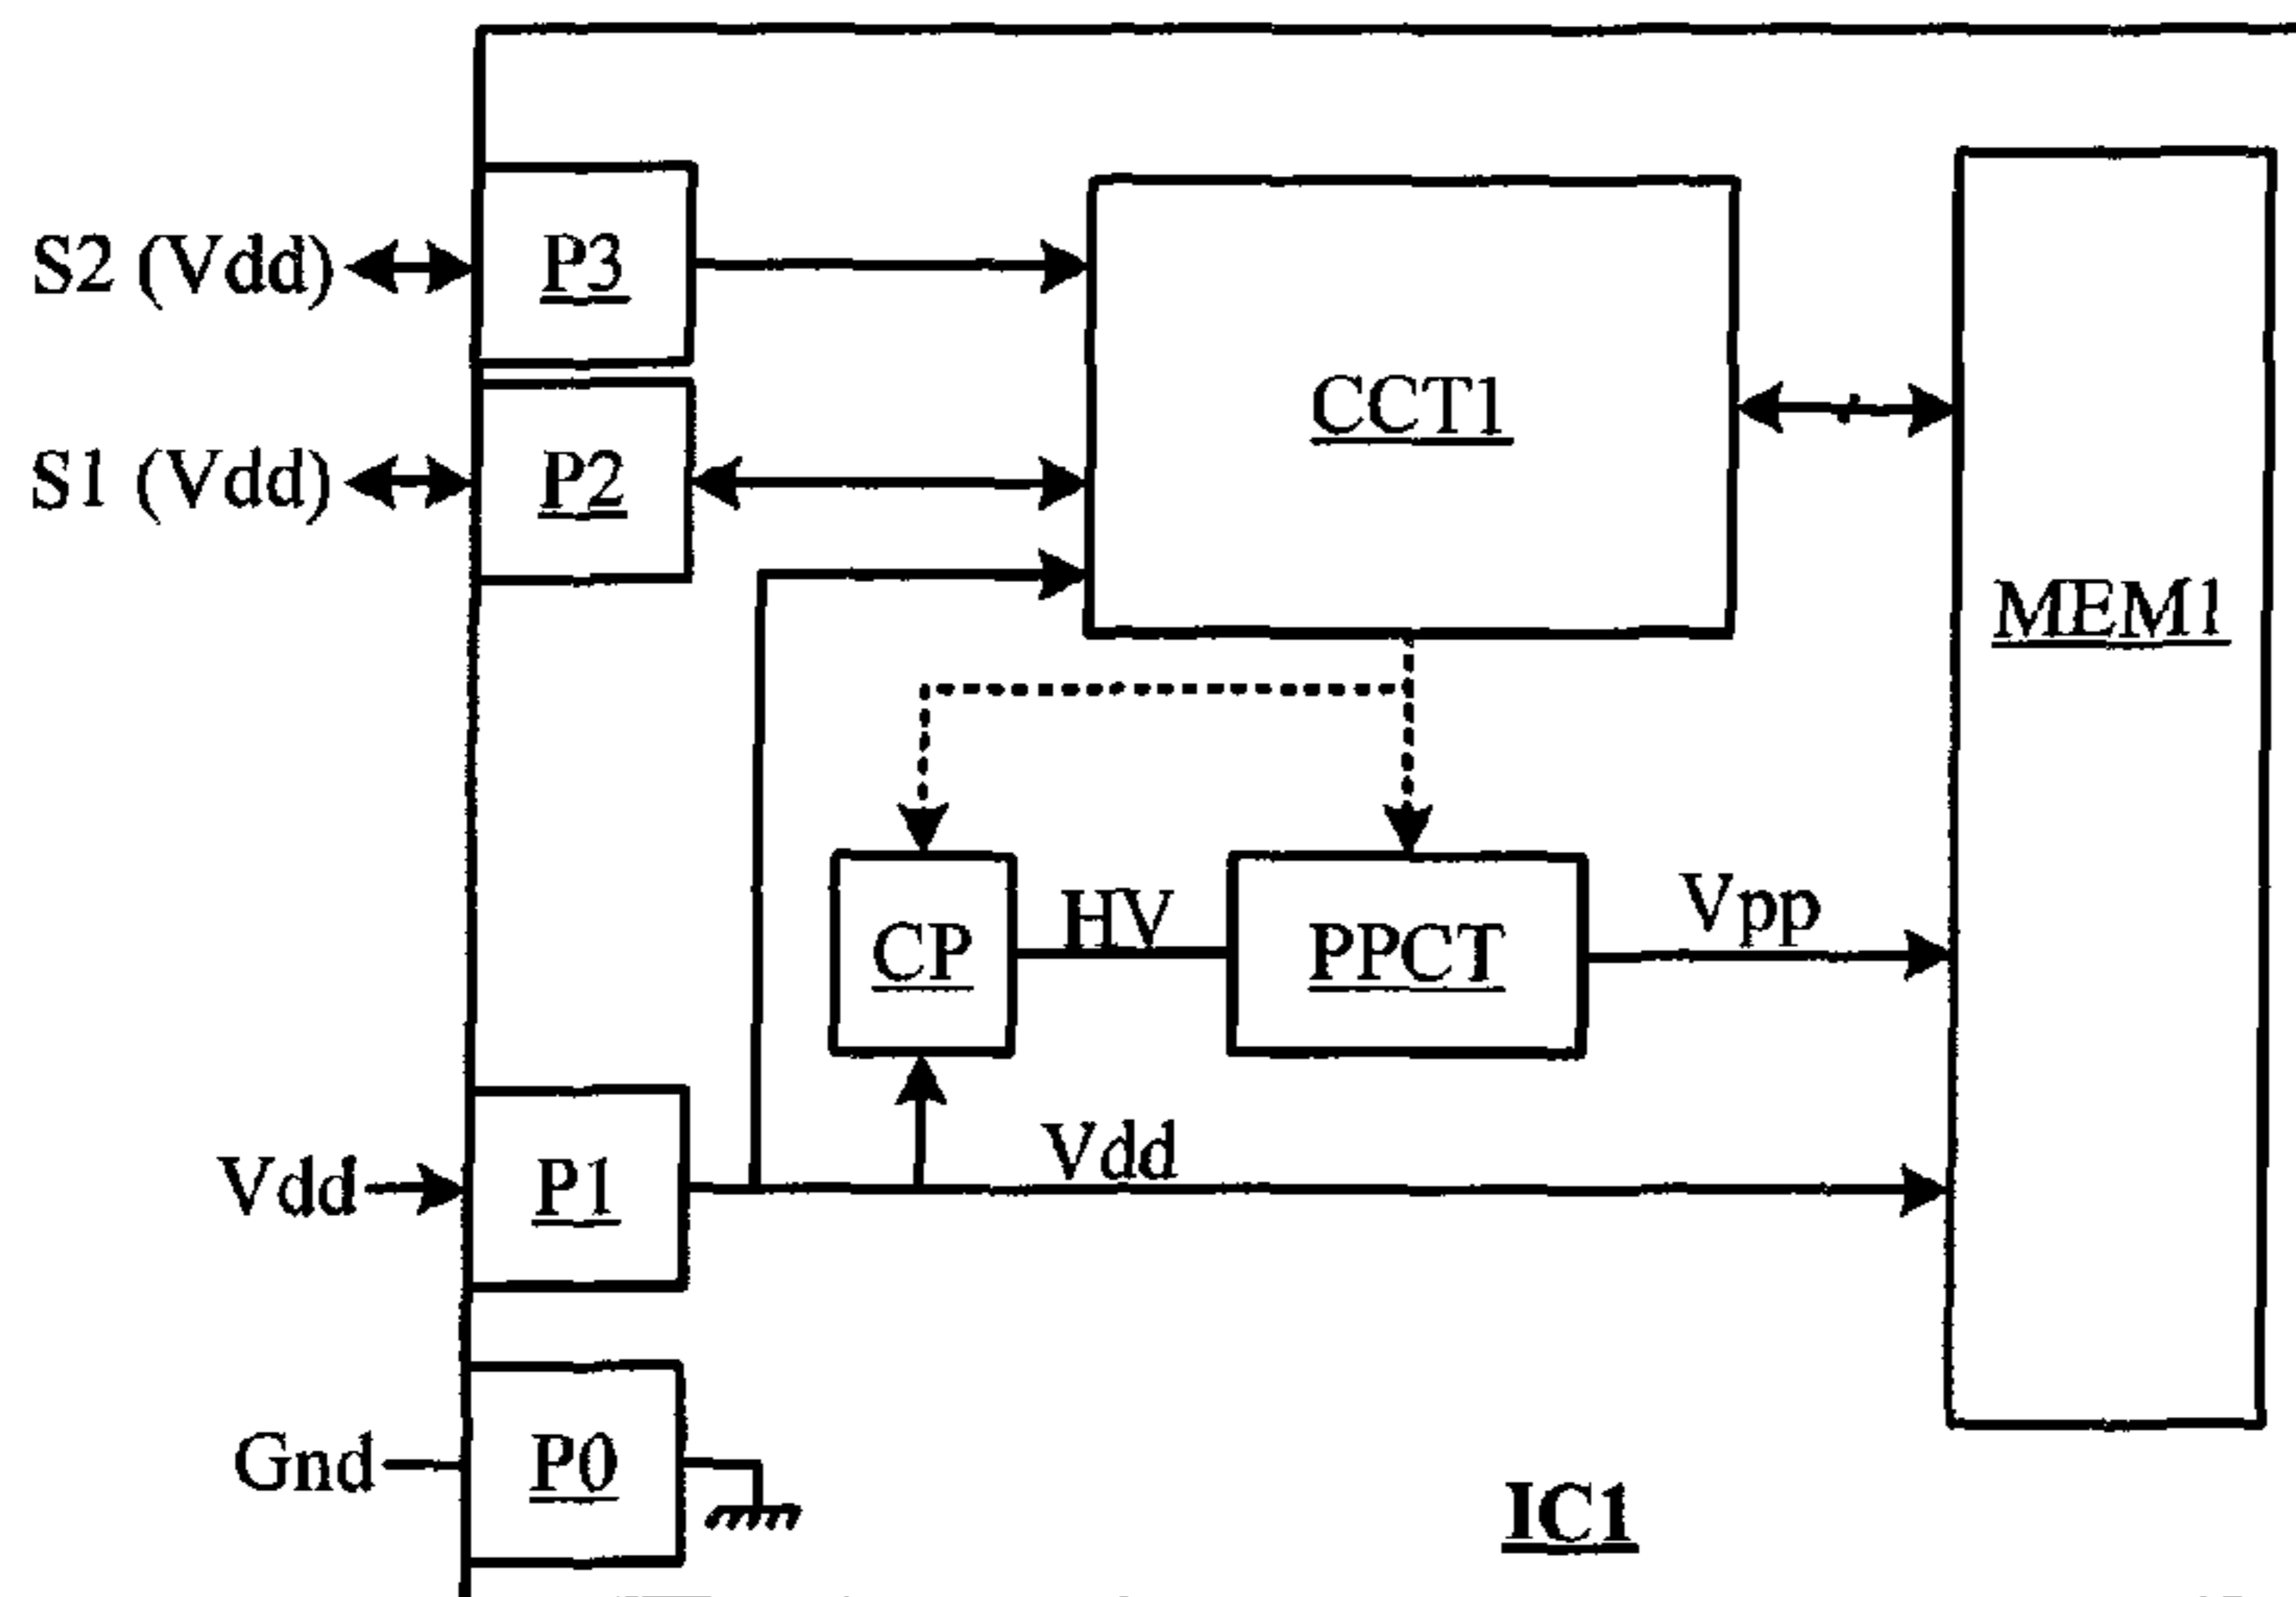 S2 (Vdd)
P3
CCT1
S1 (Vdd)
P2
MEM1
HV
Vpp
CP
PPCT
Vdd
Vdd
P1
Gnd
P0
IC1